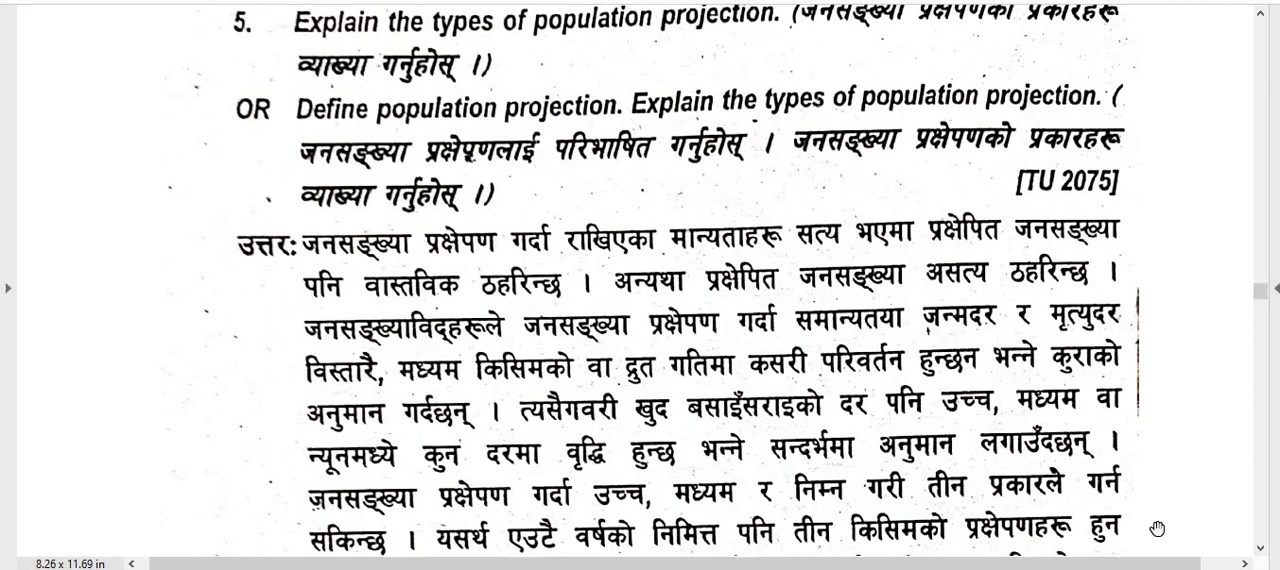 5. Explain the types of population projection. (जनसङ्ख्या प्रक्षेपणका प्रकारहरू
व्याख्या गर्नुहोस् ।)
OR Define population projection. Explain the types of population projection. (
जनसङ्ख्या प्रक्षेपणलाई परिभाषित गर्नुहोस् । जनसङ्ख्या प्रक्षेपणको प्रकारहरू
व्याख्या गर्नुहोस् ।)
[TU 2075]
उत्तर: जनसङ्ख्या प्रक्षेपण गर्दा राखिएका मान्यताहरू सत्य भएमा प्रक्षेपित जनसङ्ख्या
पनि वास्तविक ठहरिन्छ । अन्यथा प्रक्षेपित जनसङ्ख्या असत्य ठहरिन्छ ।
जनसङ्ख्याविद्हरूले जनसङ्ख्या प्रक्षेपण गर्दा समान्यतया जन्मदर र मृत्युदर
विस्तारै, मध्यम किसिमको वा द्रुत गतिमा कसरी परिवर्तन हुन्छन भन्ने कुराको
अनुमान गर्दछन् । त्यसैगवरी खुद बसाइँसराइको दर पनि उच्च, मध्यम वा
न्यूनमध्ये कुन दरमा वृद्धि हुन्छ भन्ने सन्दर्भमा अनुमान लगाउँदछन् ।
जनसङ्ख्या प्रक्षेपण गर्दा उच्च, मध्यम र निम्न गरी तीन प्रकारले गर्न
सकिन्छ । यसर्थ एउटै वर्षको निमित्त पनि तीन किसिमको प्रक्षेपणहरू हुन
8.26 x 11.69 in